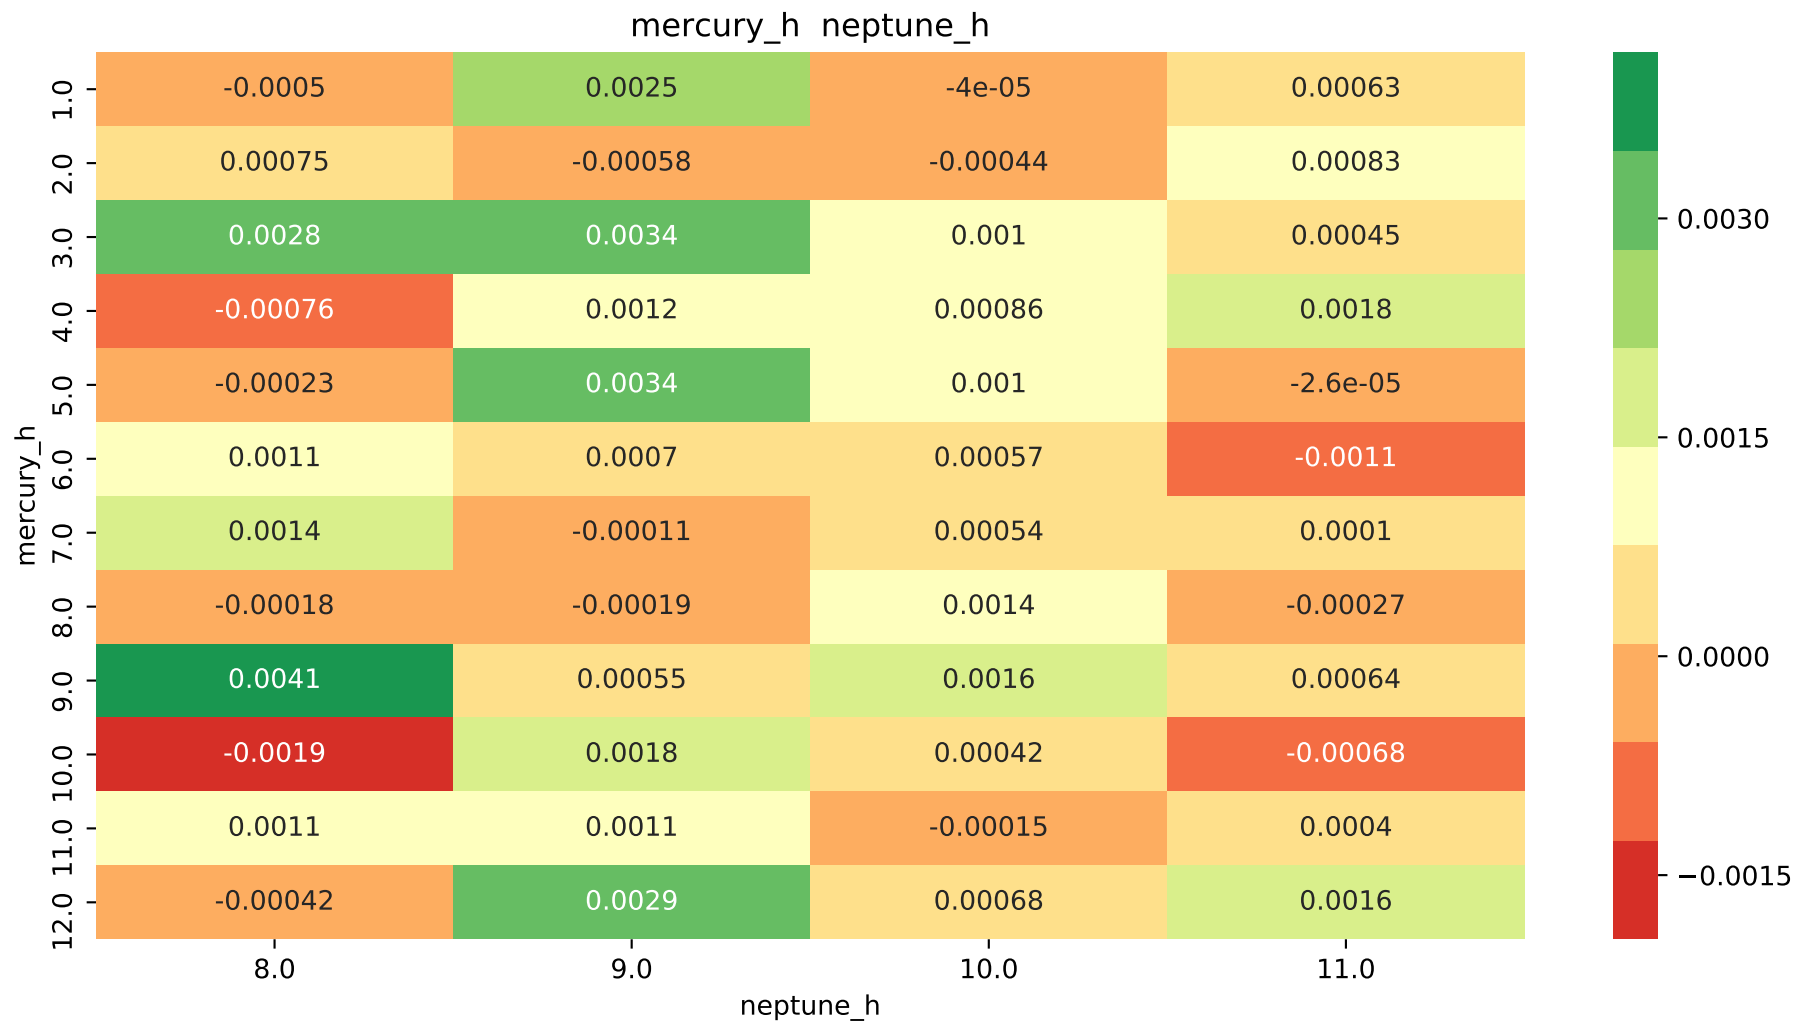 mercury_h  neptune_h
1.0 -0.0005 0.0025 -4e-05 0.00063
2.0 0.00075 -0.00058 -0.00044 0.00083
3.0 0.0028 0.0034 0.001 0.00045
4.0 -0.00076 0.0012 0.00086 0.0018
5.0 -0.00023 0.0034 0.001 -2.6e-05
6.0 0.0011 0.0007 0.00057 -0.0011
7.0 0.0014 -0.00011 0.00054 0.0001
8.0 -0.00018 -0.00019 0.0014 -0.00027
9.0 0.0041 0.00055 0.0016 0.00064
10.0 -0.0019 0.0018 0.00042 -0.00068
11.0 0.0011 0.0011 -0.00015 0.0004
12.0 -0.00042 0.0029 0.00068 0.0016
8.0 9.0 10.0 11.0
neptune_h
mercury_h
0.0030
0.0015
0.0000
−0.0015